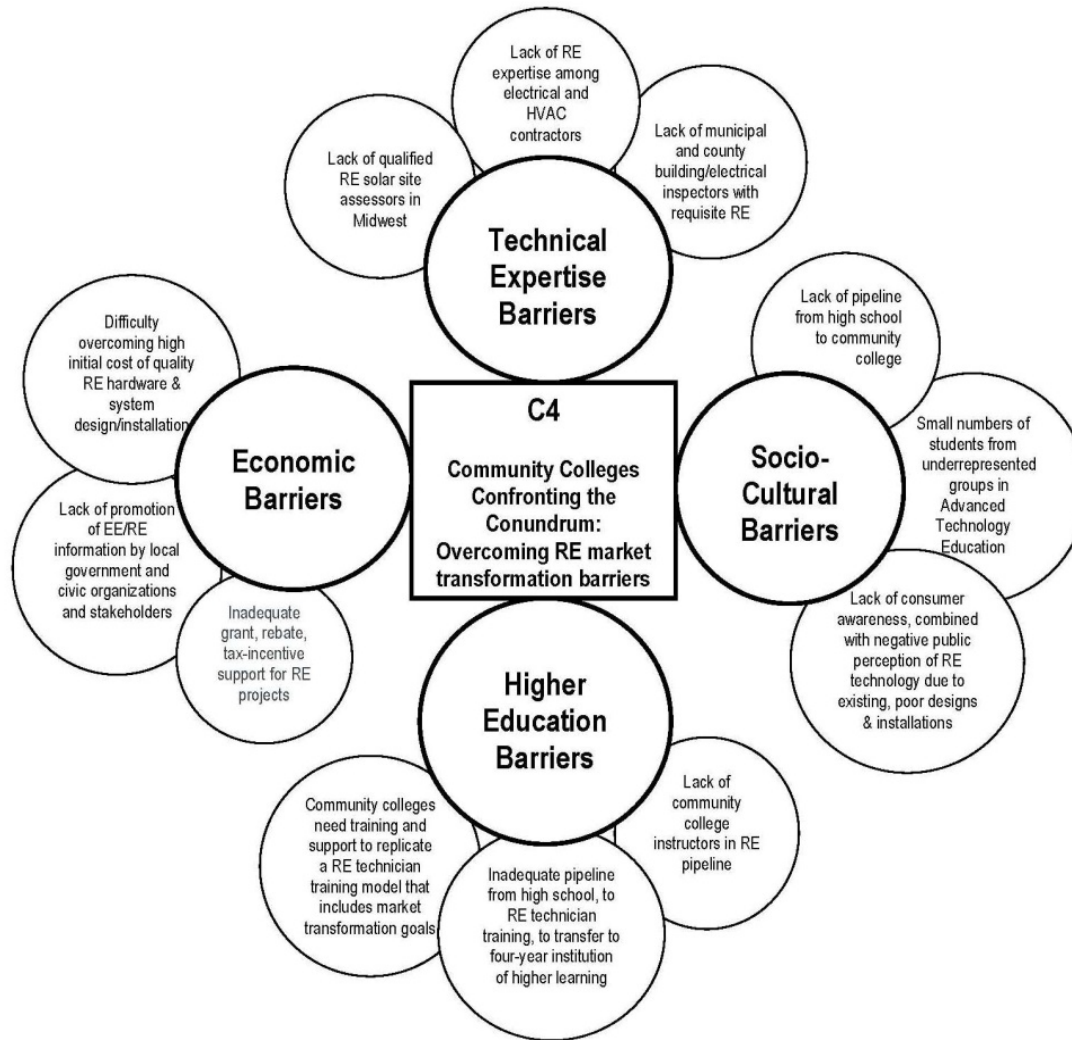 Lack of RE
expertise among
electrical and
HVAC
contractors
Lack of qualified
RE solar site
assessors in
Midwest
Lack of municipal
and county
building/electrical
inspectors with
requisite RE
Technical
Expertise
Barriers
Difficulty
overcoming high
initial cost of quality
RE hardware &
system
design/installation
Lack of promotion
of EE/RE
information by local
government and
civic organizations
and stakeholders
Inadequate
grant, rebate,
tax-incentive
support for RE
projects
Economic
Barriers
C4
Community Colleges
Confronting the
Conundrum:
Overcoming RE market
transformation barriers
Socio-
Cultural
Barriers
Lack of pipeline
from high school
to community
college
Small numbers of
students from
underrepresented
groups in
Advanced
Technology
Education
Lack of consumer
awareness, combined
with negative public
perception of RE
technology due to
existing, poor designs
& installations
Higher
Education
Barriers
Community colleges
need training and
support to replicate
a RE technician
training model that
includes market
transformation goals
Inadequate pipeline
from high school, to
RE technician
training, to transfer to
four-year institution
of higher learning
Lack of
community
college
instructors in RE
pipeline